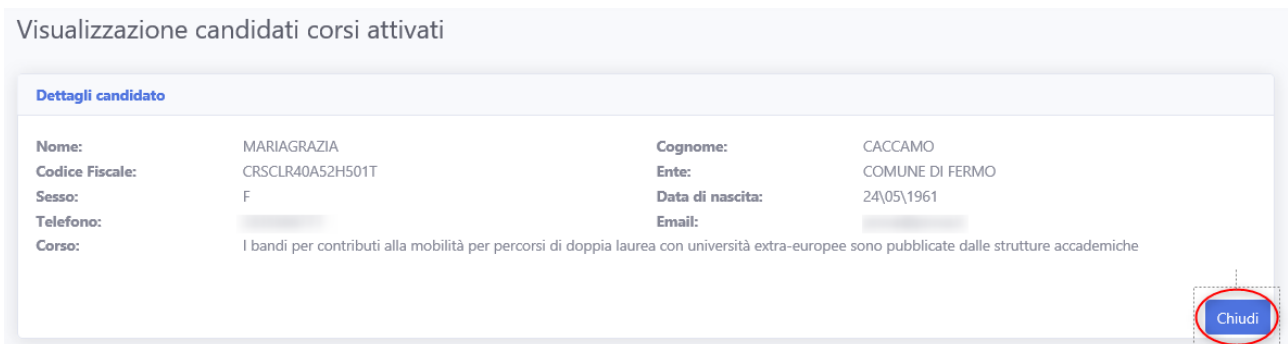 Visualizzazione candidati corsi attivati
Dettagli candidato
Nome: MARIAGRAZIA Cognome: CACCAMO
Codice Fiscale: CRSCLR40A52H501T Ente: COMUNE DI FERMO
Sesso: F Data di nascita: 24\05\1961
Telefono: Email:
Corso: I bandi per contributi alla mobilità per percorsi di doppia laurea con università extra-europee sono pubblicate dalle strutture accademiche
Chiudi